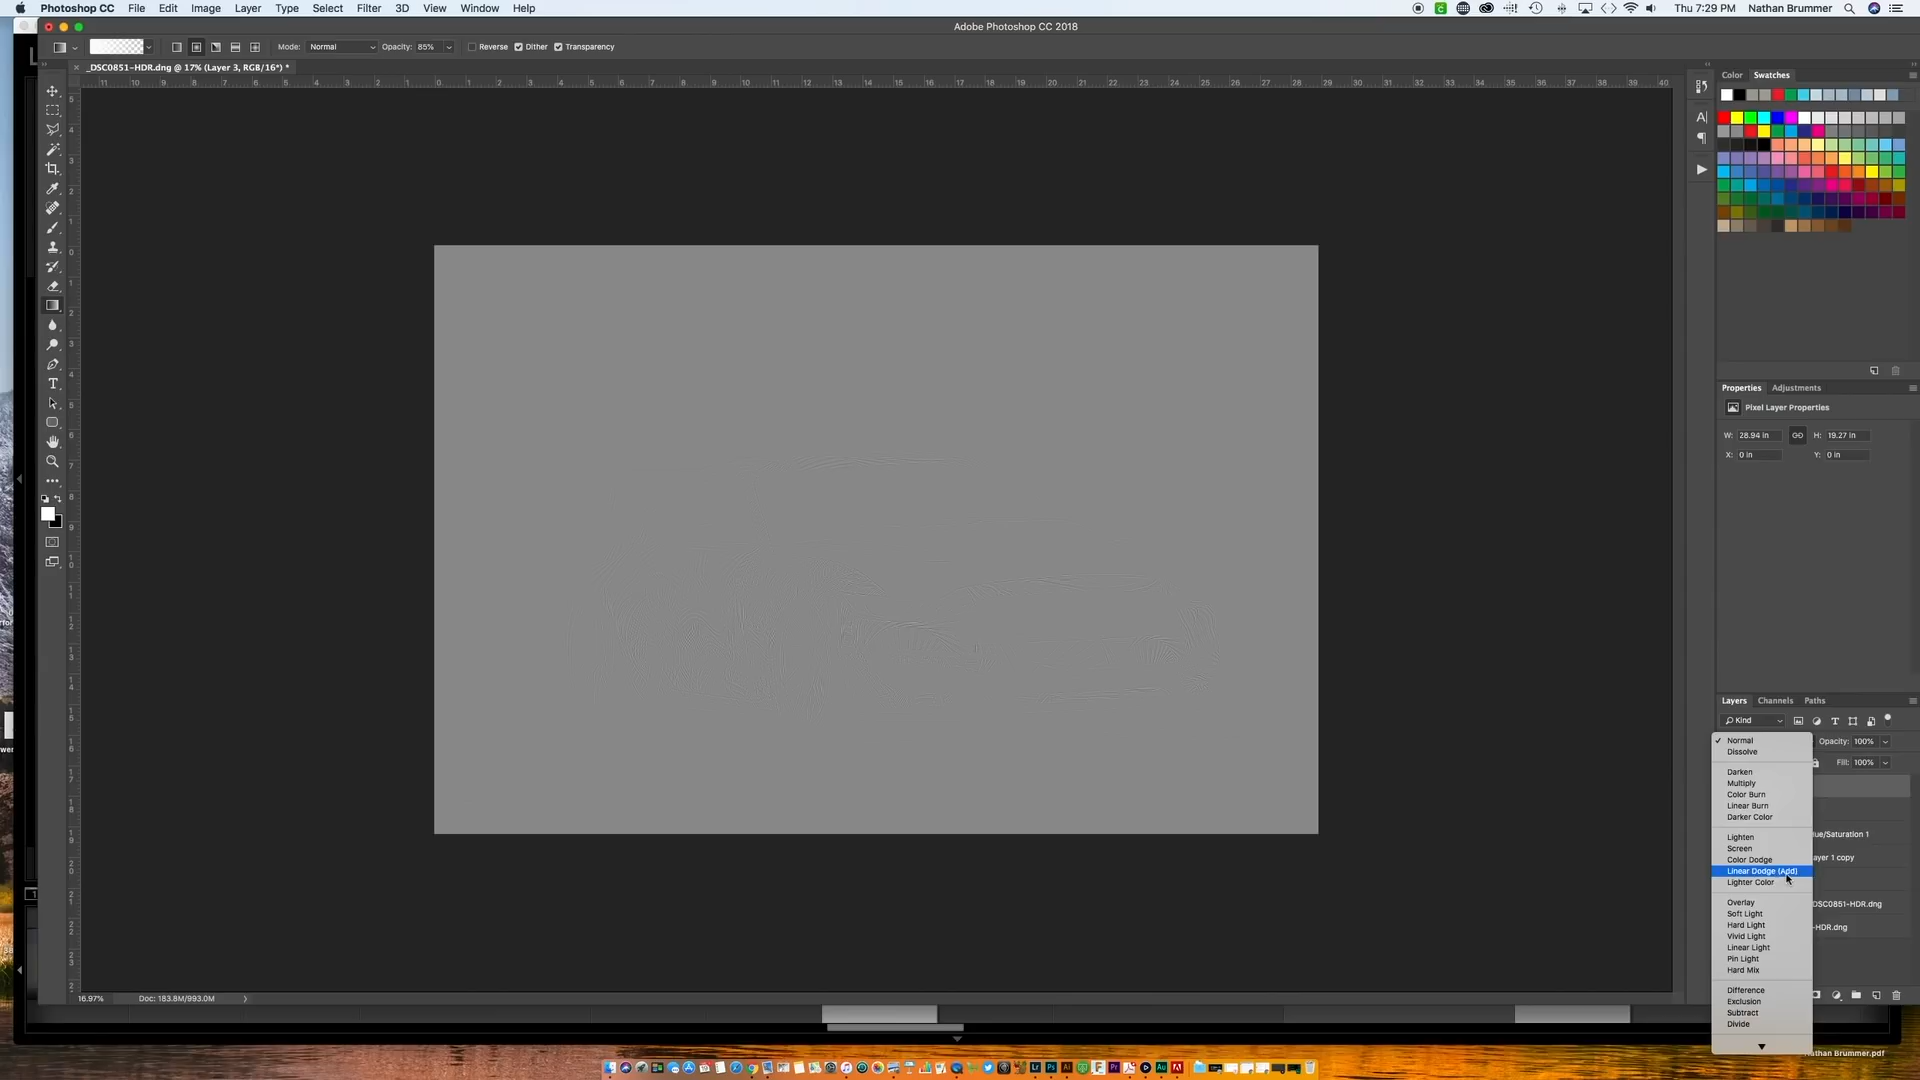 Photoshop CC File Edit Image Layer Type Select Filter 3D View Window Help Thu 7:29 PM Nathan Brummer
Adobe Photoshop CC 2018
Mode: Normal Opacity: 85% Reverse Dither Transparency
_DSC0851-HDR.dng @ 17% (Layer 3, RGB/16*) *
Color Swatches
Properties Adjustments
Pixel Layer Properties
W: 28.94 in H: 19.27 in
X: 0 in Y: 0 in
Layers Channels Paths
Kind
Normal
Opacity: 100%
Dissolve
Fill: 100%
Darken
Multiply
Color Burn
Linear Burn
Darker Color
Lighten
ue/Saturation 1
Screen
Color Dodge
ayer 1 copy
Linear Dodge (Add)
Lighter Color
Overlay
DSC0851-HDR.dng
Soft Light
Hard Light
-HDR.dng
Vivid Light
Linear Light
Pin Light
Hard Mix
Difference
Exclusion
Subtract
Divide
16.97% Doc: 183.8M/993.0M
Nathan Brummer.pdf